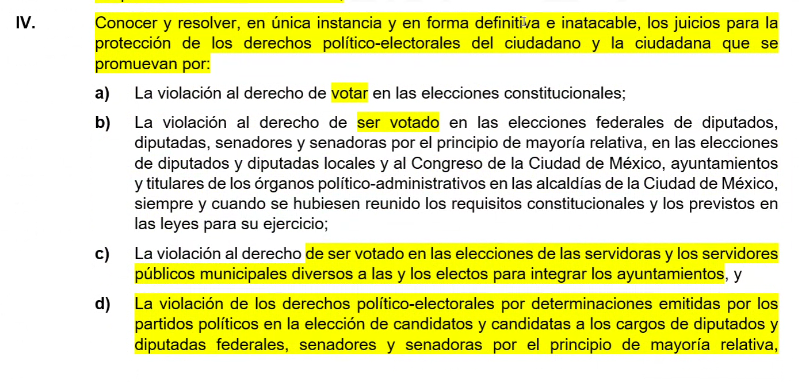 IV. Conocer y resolver, en única instancia y en forma definitiva e inatacable, los juicios para la
protección de los derechos político-electorales del ciudadano y la ciudadana que se
promuevan por:
a) La violación al derecho de votar en las elecciones constitucionales;
b) La violación al derecho de ser votado en las elecciones federales de diputados,
diputadas, senadores y senadoras por el principio de mayoría relativa, en las elecciones
de diputados y diputadas locales y al Congreso de la Ciudad de México, ayuntamientos
y titulares de los órganos político-administrativos en las alcaldías de la Ciudad de México,
siempre y cuando se hubiesen reunido los requisitos constitucionales y los previstos en
las leyes para su ejercicio;
c) La violación al derecho de ser votado en las elecciones de las servidoras y los servidores
públicos municipales diversos a las y los electos para integrar los ayuntamientos, y
d) La violación de los derechos político-electorales por determinaciones emitidas por los
partidos políticos en la elección de candidatos y candidatas a los cargos de diputados y
diputadas federales, senadores y senadoras por el principio de mayoría relativa,